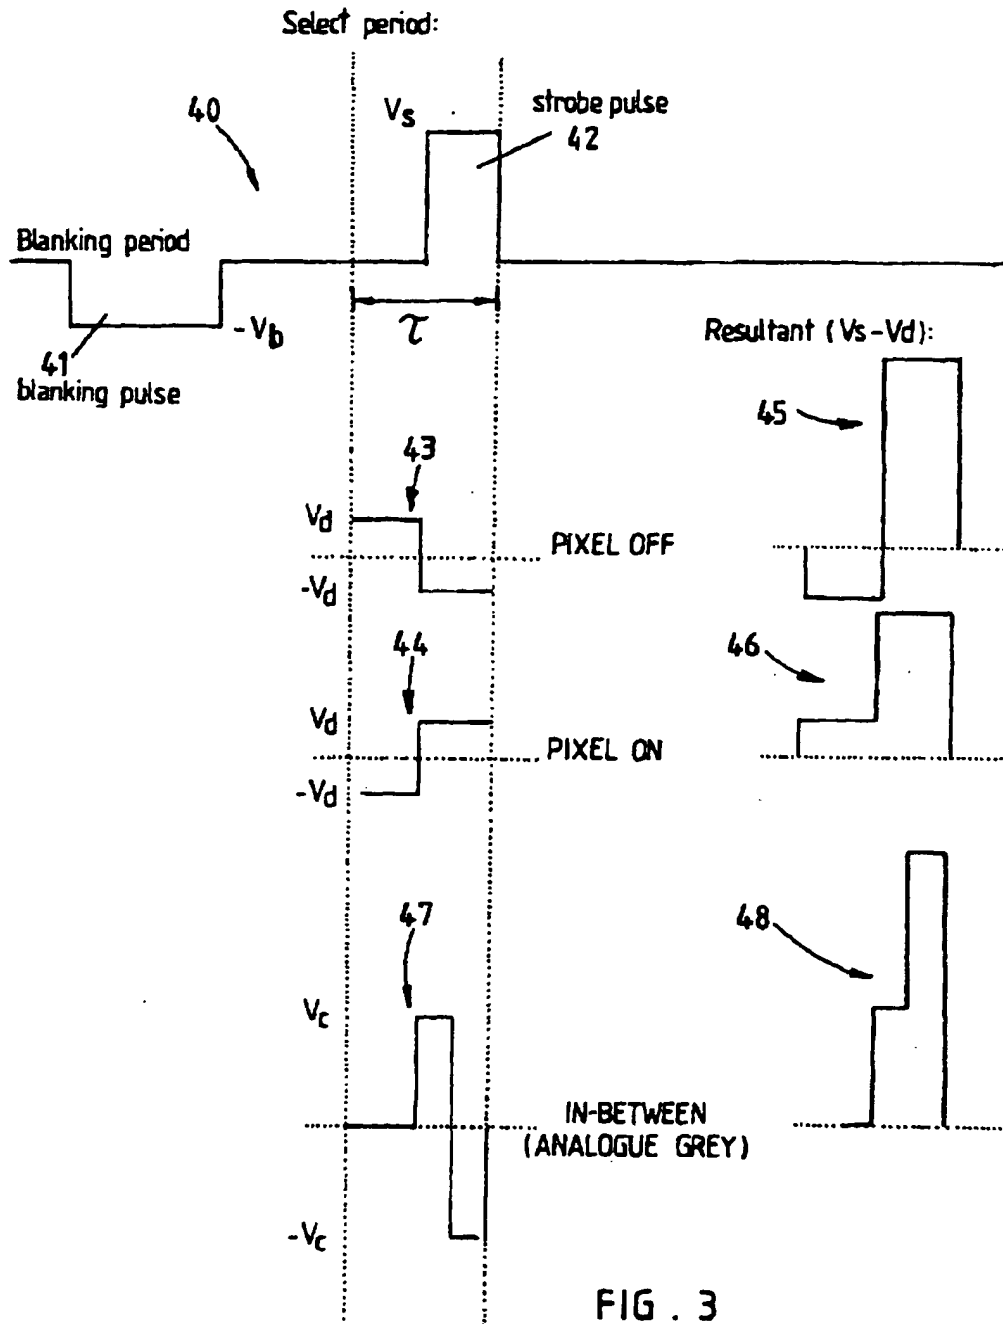 Select period:
40
Vs
strobe pulse
42
Blanking period
-Vb
τ
41
blanking pulse
Resultant (Vs-Vd):
45
43
Vd
PIXEL OFF
-Vd
44
46
Vd
PIXEL ON
-Vd
47
48
Vc
IN-BETWEEN
(ANALOGUE GREY)
-Vc
FIG. 3